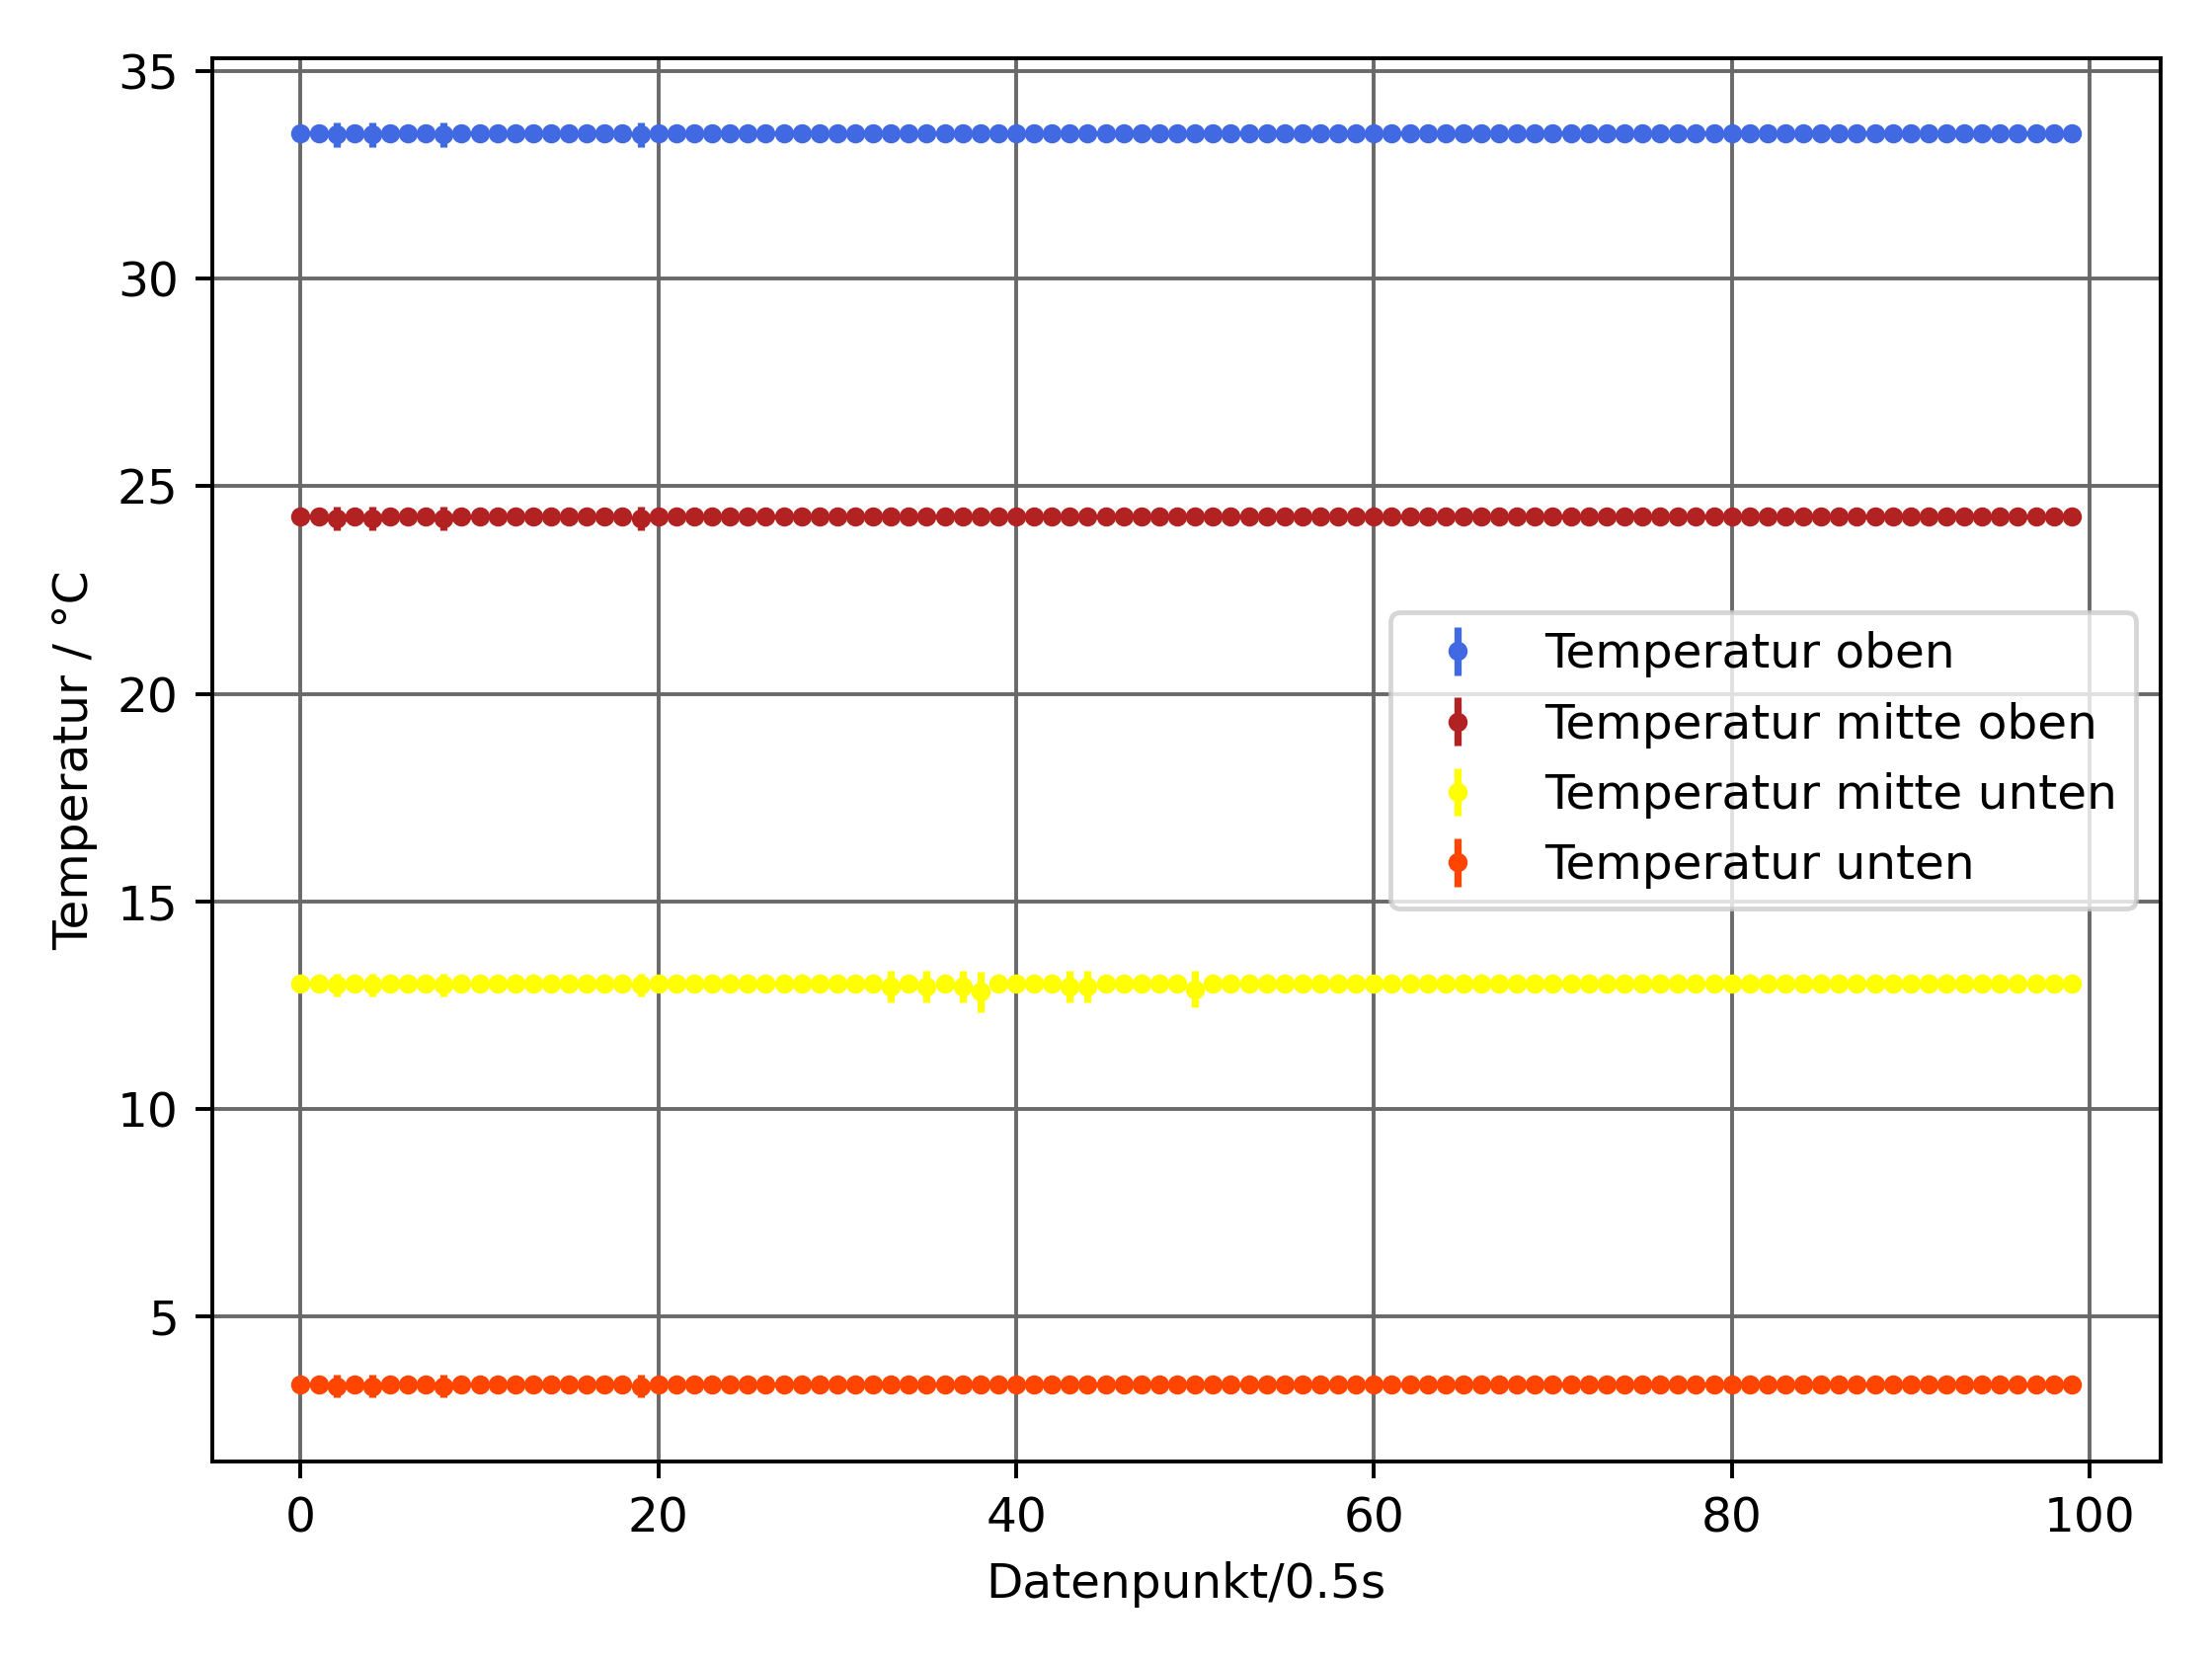 35
30
25
20
15
10
5
Temperatur / °C
Temperatur oben
Temperatur mitte oben
Temperatur mitte unten
Temperatur unten
0 20 40 60 80 100
Datenpunkt/0.5s